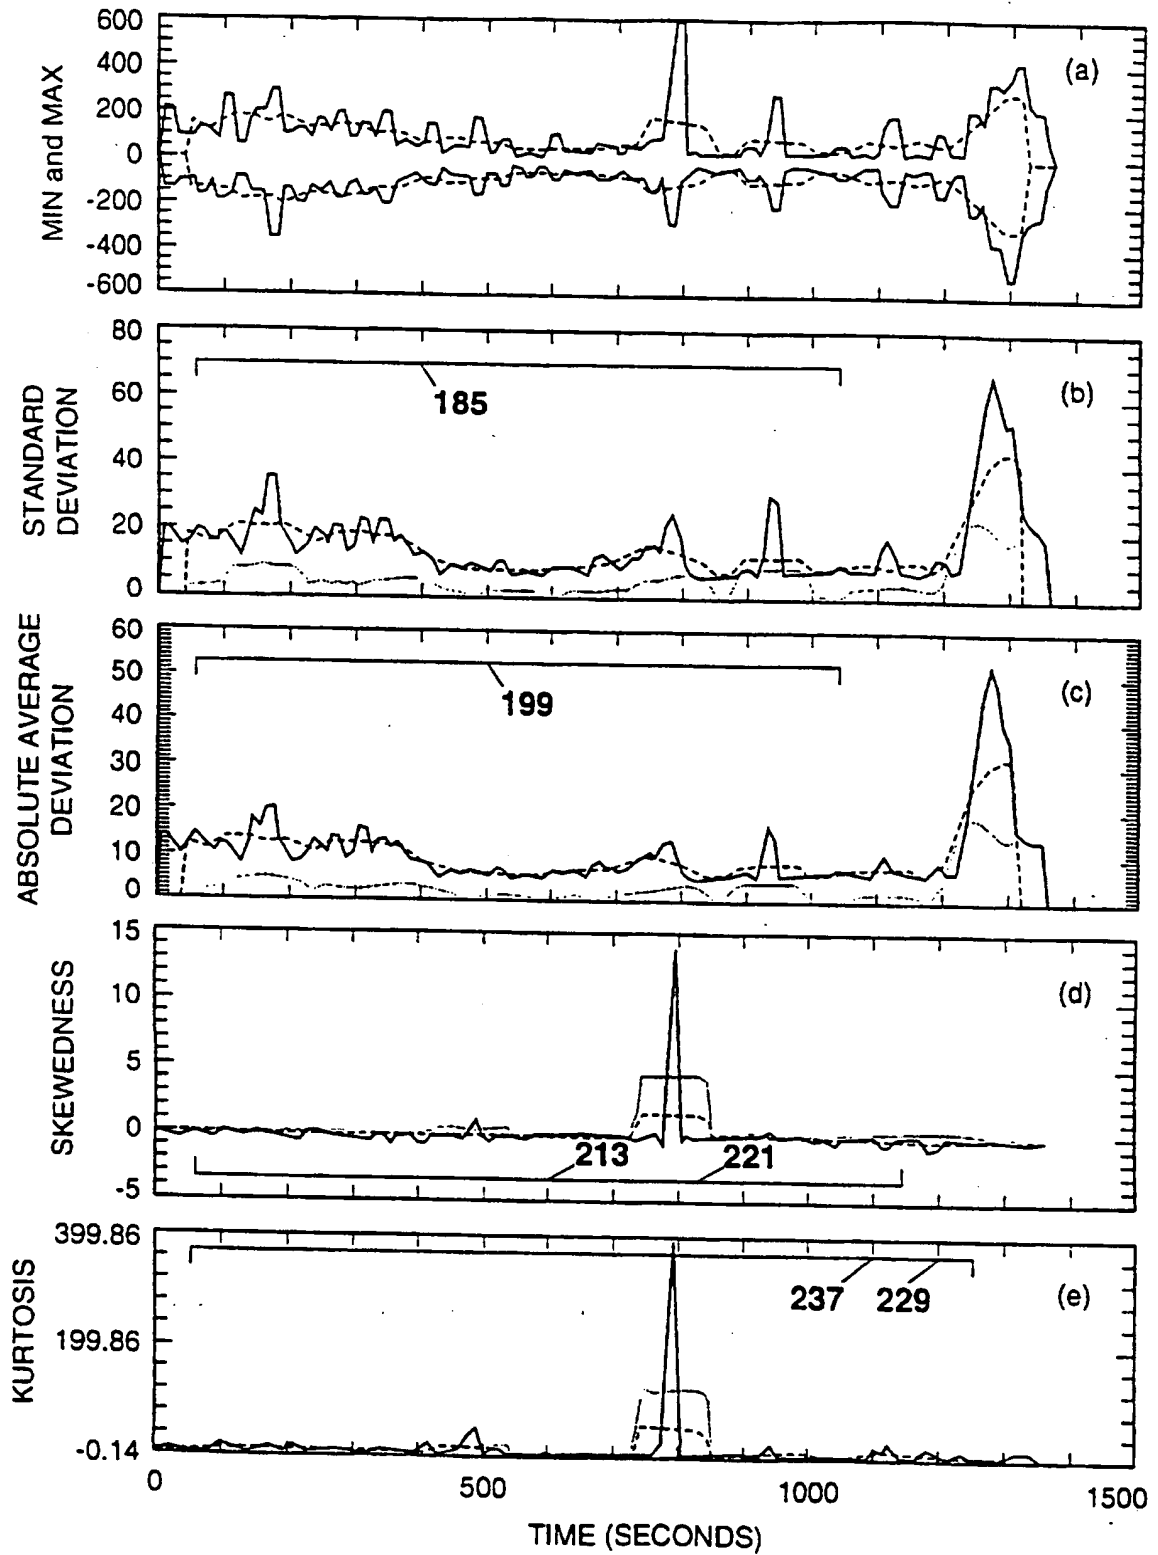 MIN and MAX
600
400
200
0
-200
-400
-600
(a)
STANDARD
DEVIATION
80
60
40
20
0
185
(b)
ABSOLUTE AVERAGE
DEVIATION
60
50
40
30
20
10
0
199
(c)
SKEWEDNESS
15
10
5
0
-5
213
221
(d)
KURTOSIS
399.86
199.86
-0.14
237
229
(e)
0
500
1000
1500
TIME (SECONDS)